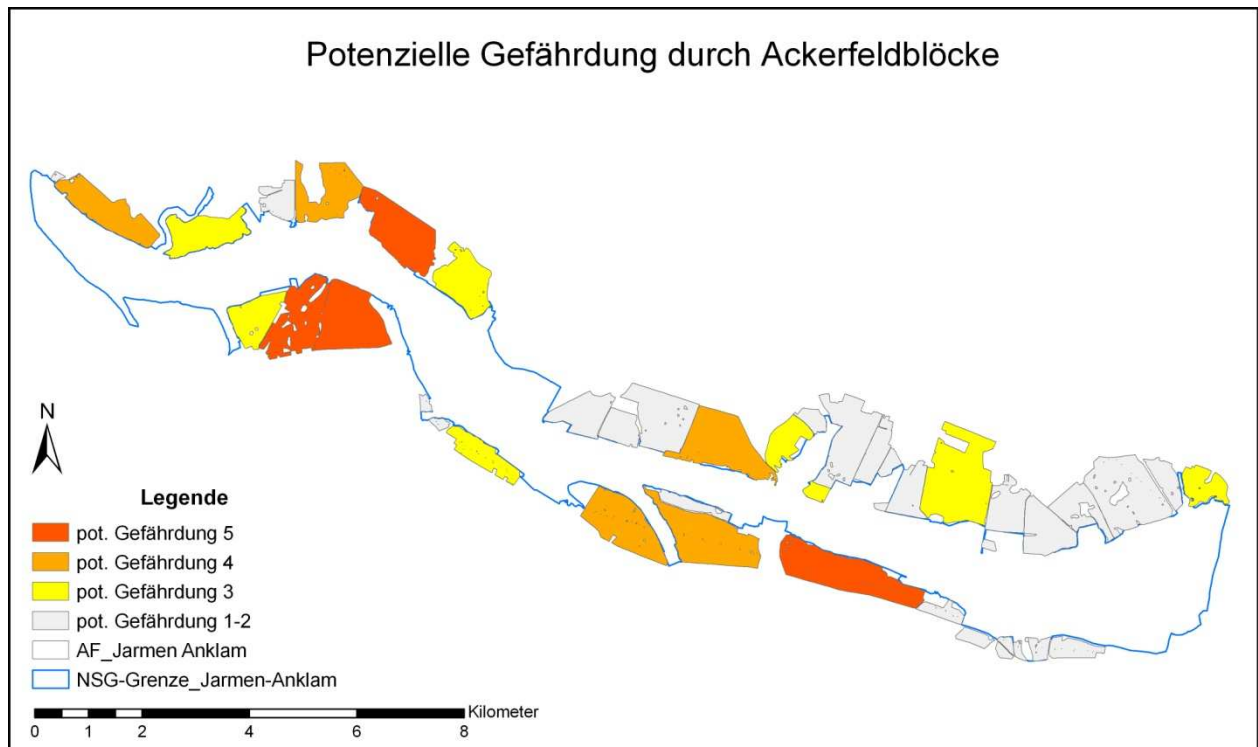 Potenzielle Gefährdung durch Ackerfeldblöcke
N
Legende
pot. Gefährdung 5
pot. Gefährdung 4
pot. Gefährdung 3
pot. Gefährdung 1-2
AF_Jarmen Anklam
NSG-Grenze_Jarmen-Anklam
Kilometer
0 1 2 4 6 8